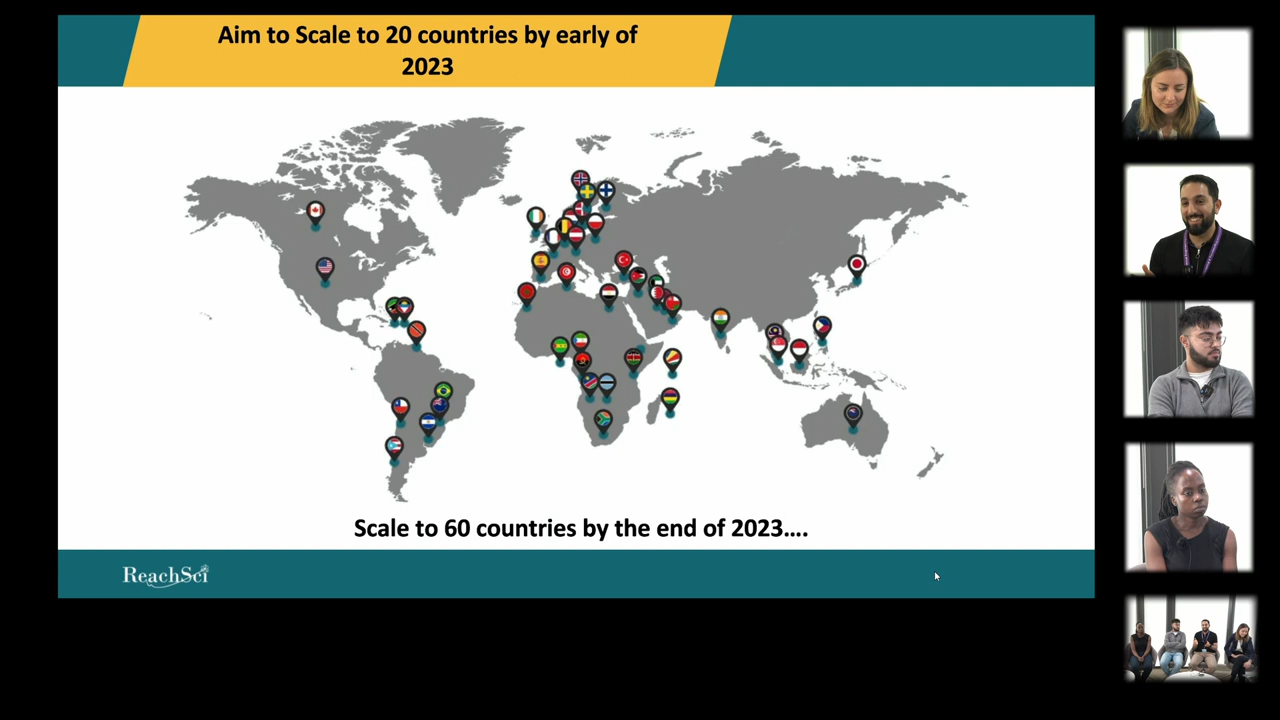 Aim to Scale to 20 countries by early of
2023
Scale to 60 countries by the end of 2023....
ReachSci